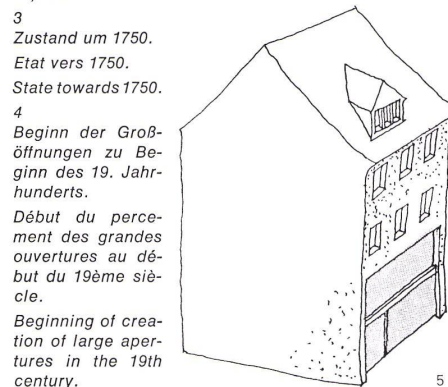 3
Zustand um 1750.
Etat vers 1750.
State towards 1750.
4
Beginn der Groß-
öffnungen zu Be-
ginn des 19. Jahr-
hunderts.
Début du perce-
ment des grandes
ouvertures au dé-
but du 19ème siè-
cle.
Beginning of crea-
tion of large aper-
tures in the 19th
century.
5